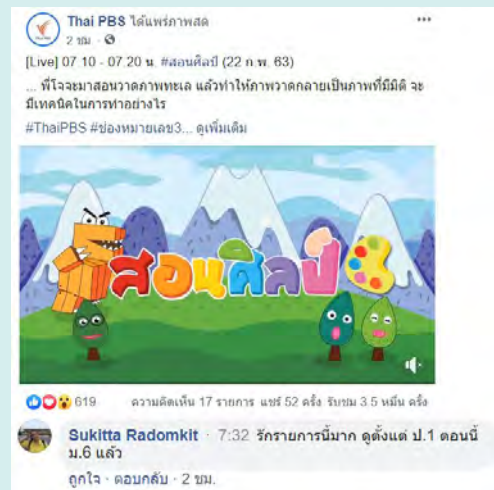 Thai PBS ได้แพร่ภาพสด
2 ชม ·
[Live] 07.10 - 07.20 น. #สอนศิลป์ (22 ก.พ. 63)
... พี่โจจะมาสอนวาดภาพทะเล แล้วทำให้ภาพวาดกลายเป็นภาพที่มีมิติ จะ
มีเทคนิคในการทำอย่างไร
#ThaiPBS #ช่องหมายเลข3... ดูเพิ่มเติม
สอนศิลป์
619 ความคิดเห็น 17 รายการ แชร์ 52 ครั้ง รับชม 3.5 หมื่น ครั้ง
Sukitta Radomkit · 7:32 รักรายการนี้มาก ดูตั้งแต่ ป.1 ตอนนี้
ม.6 แล้ว
ถูกใจ · ตอบกลับ · 2 ชม.